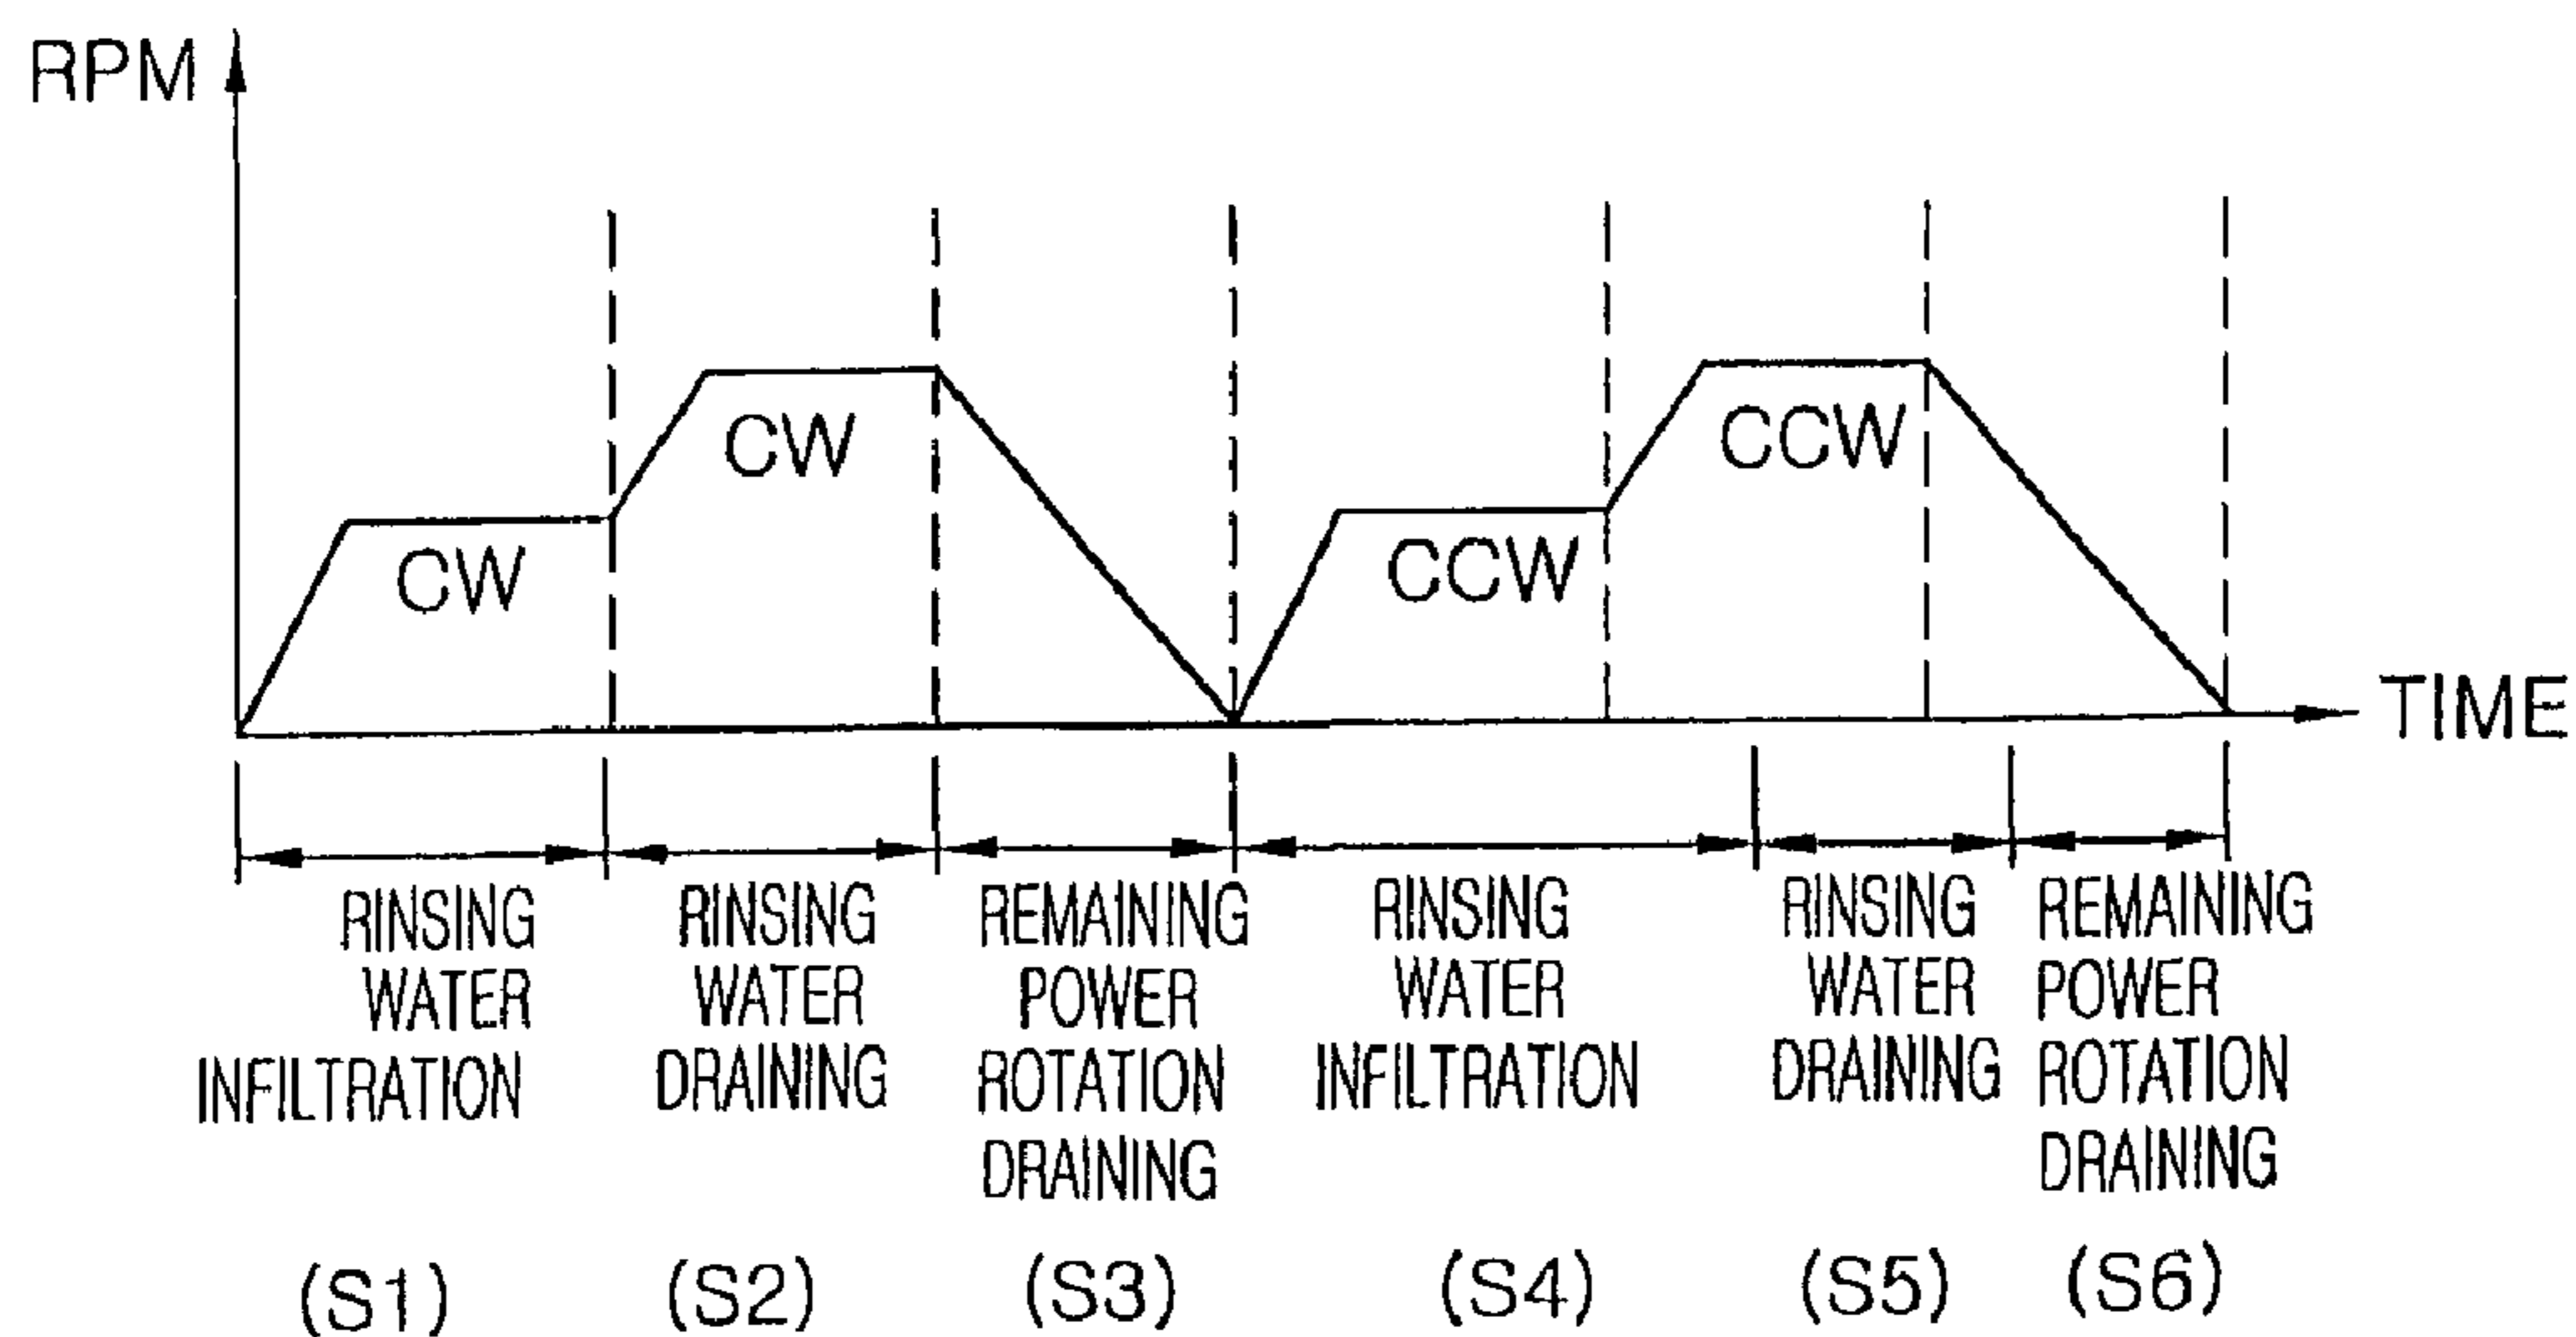 RPM
CW
CW
CCW
CCW
TIME
RINSING
WATER
INFILTRATION
(S1)
RINSING
WATER
DRAINING
(S2)
REMAINING
POWER
ROTATION
DRAINING
(S3)
RINSING
WATER
INFILTRATION
(S4)
RINSING
WATER
DRAINING
(S5)
REMAINING
POWER
ROTATION
DRAINING
(S6)